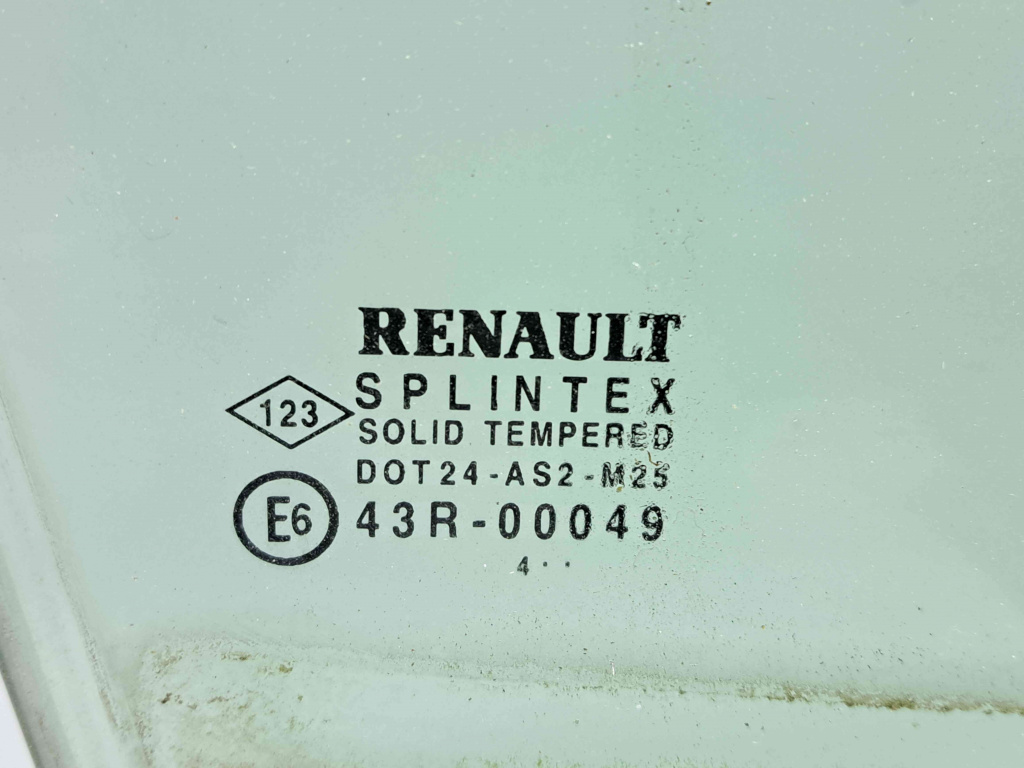 RENAULT
SPLINTEX
123
SOLID TEMPERED
DOT24-AS2-M25
E6
43R-00049
4··